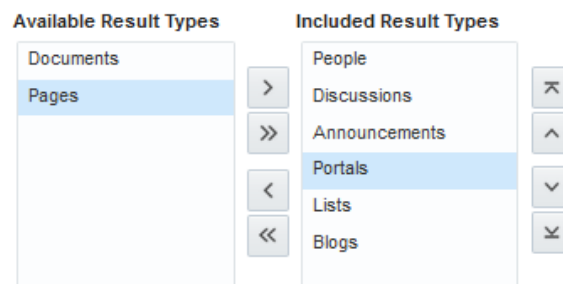 Available Result Types
Documents
Pages
Included Result Types
People
Discussions
Announcements
Portals
Lists
Blogs